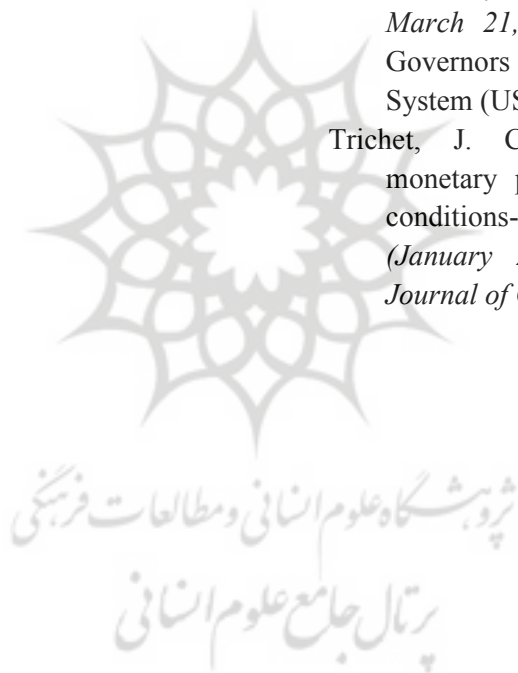 March 21,
Governors
System (US
Trichet, J. C
monetary p
conditions-
(January
Journal of
پژوهشگاه علوم انسانی و مطالعات فرهنگی
پرتال جامع علوم انسانی